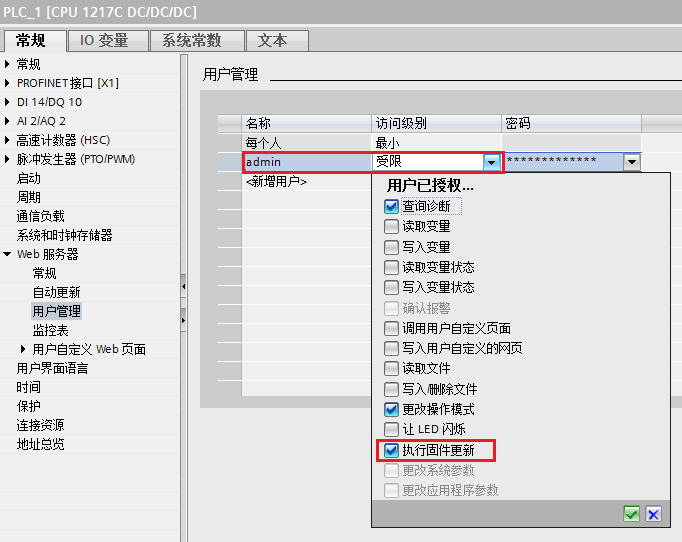 PLC_1 [CPU 1217C DC/DC/DC]
常规 IO 变量 系统常数 文本
常规
PROFINET接口 [X1]
DI 14/DQ 10
AI 2/AQ 2
高速计数器 (HSC)
脉冲发生器 (PTO/PWM)
启动
周期
通信负载
系统和时钟存储器
Web 服务器
常规
自动更新
用户管理
监控表
用户自定义 Web 页面
用户界面语言
时间
保护
连接资源
地址总览
用户管理
名称 访问级别 密码
每个人 最小
admin 受限 *************
<新增用户>
用户已授权...
查询诊断
读取变量
写入变量
读取变量状态
写入变量状态
确认报警
调用用户自定义页面
写入用户自定义的网页
读取文件
写入/删除文件
更改操作模式
让 LED 闪烁
执行固件更新
更改系统参数
更改应用程序参数